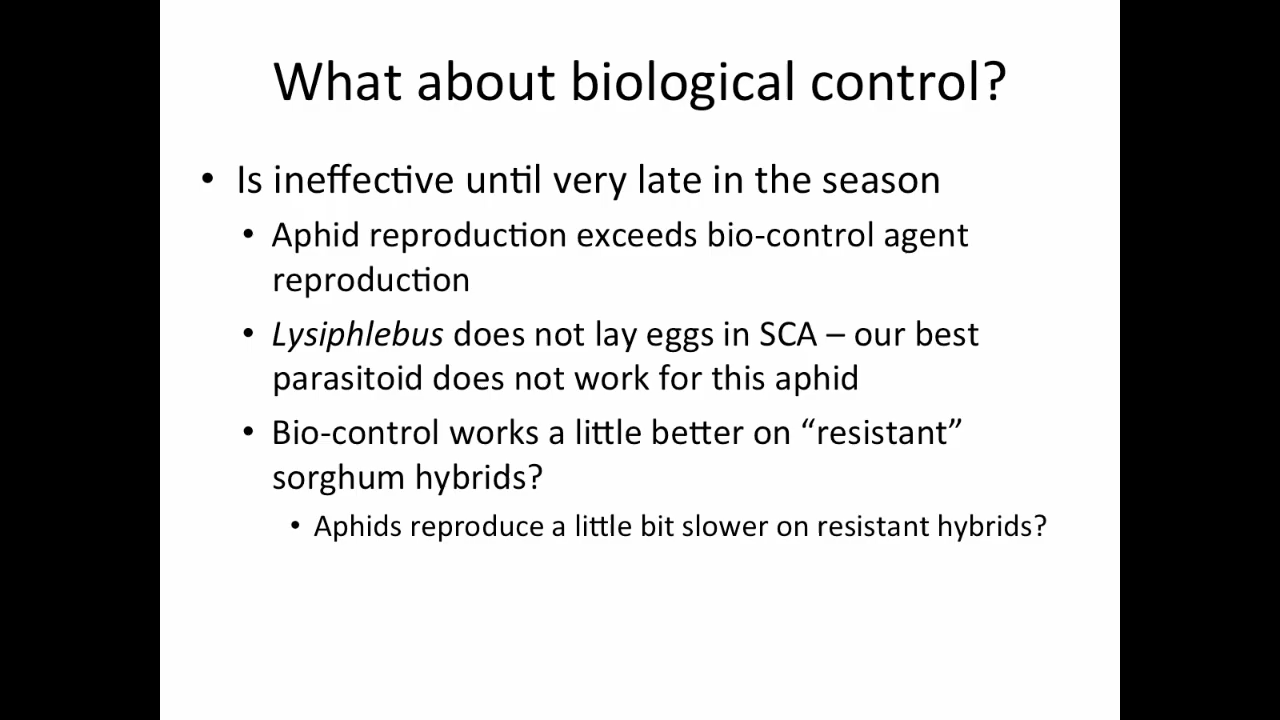 What about biological control?
• Is ineffective until very late in the season
• Aphid reproduction exceeds bio-control agent
reproduction
• Lysiphlebus does not lay eggs in SCA – our best
parasitoid does not work for this aphid
• Bio-control works a little better on “resistant”
sorghum hybrids?
• Aphids reproduce a little bit slower on resistant hybrids?